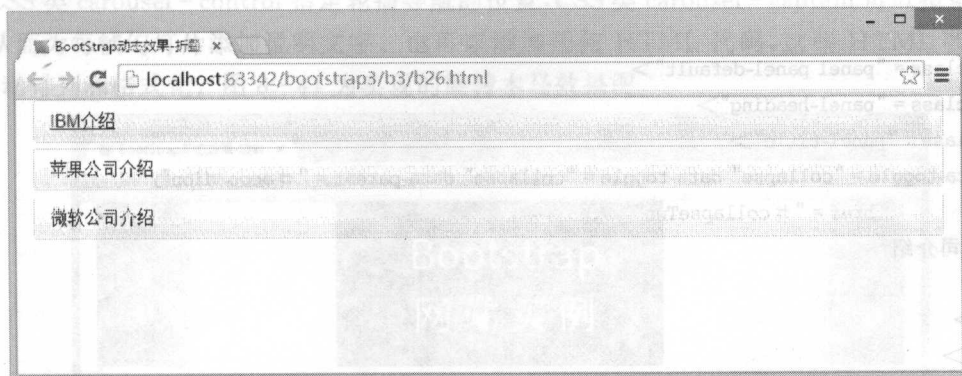 BootStrap动态效果-折叠 ×
localhost:63342/bootstrap3/b3/b26.html
IBM介绍
苹果公司介绍
微软公司介绍